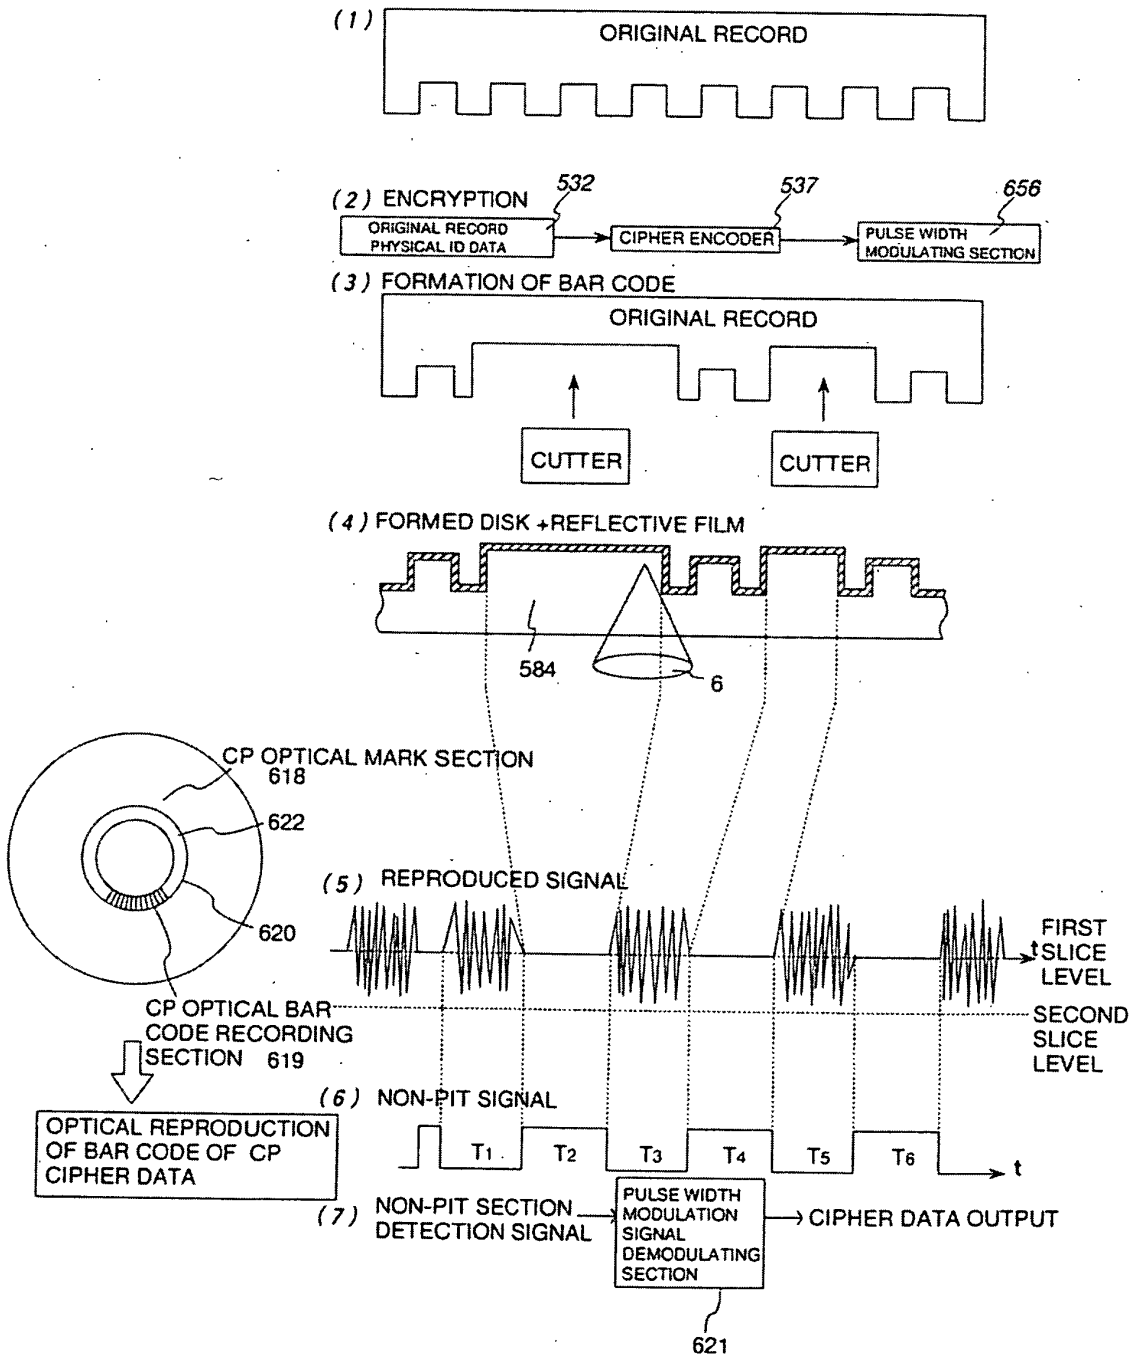 (1)
ORIGINAL RECORD
(2) ENCRYPTION
532
537
656
ORIGINAL RECORD
PHYSICAL ID DATA
CIPHER ENCODER
PULSE WIDTH
MODULATING SECTION
(3) FORMATION OF BAR CODE
ORIGINAL RECORD
CUTTER
CUTTER
(4) FORMED DISK +REFLECTIVE FILM
584
6
CP OPTICAL MARK SECTION
618
622
620
CP OPTICAL BAR
CODE RECORDING
SECTION 619
OPTICAL REPRODUCTION
OF BAR CODE OF CP
CIPHER DATA
(5) REPRODUCED SIGNAL
t
FIRST
SLICE
LEVEL
SECOND
SLICE
LEVEL
(6) NON-PIT SIGNAL
T1 T2 T3 T4 T5 T6
t
(7) NON-PIT SECTION
DETECTION SIGNAL
PULSE WIDTH
MODULATION
SIGNAL
DEMODULATING
SECTION
CIPHER DATA OUTPUT
621